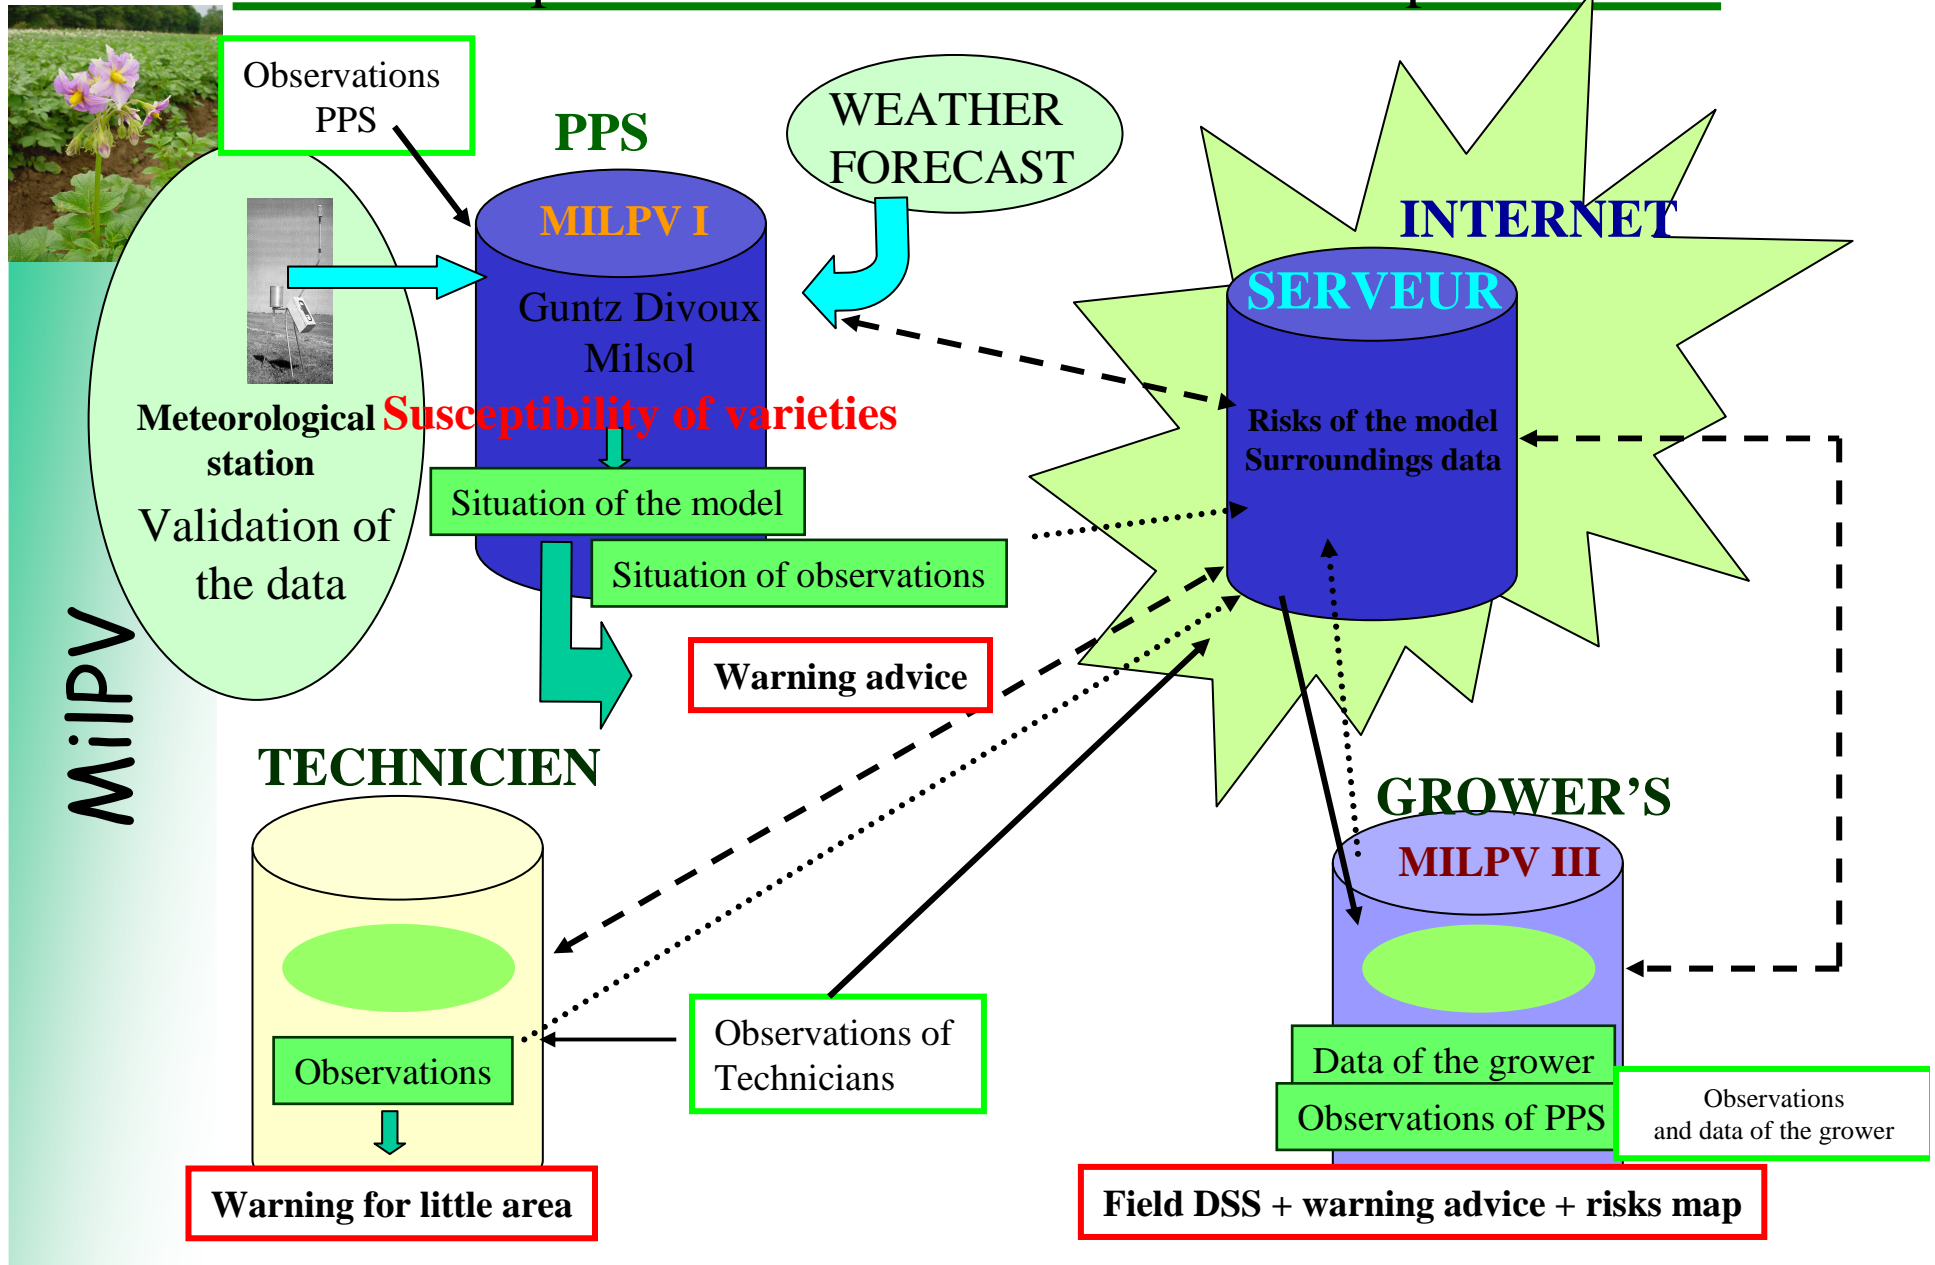 Observations
PPS
PPS
WEATHER
FORECAST
MILPV I
INTERNET
SERVEUR
Guntz Divoux
Milsol
Susceptibility of varieties
Meteorological
station
Validation of
the data
Risks of the model
Surroundings data
Situation of the model
Situation of observations
Warning advice
MilPV
TECHNICIEN
GROWER'S
MILPV III
Observations of
Technicians
Observations
Data of the grower
Observations of PPS
Observations
and data of the grower
Warning for little area
Field DSS + warning advice + risks map